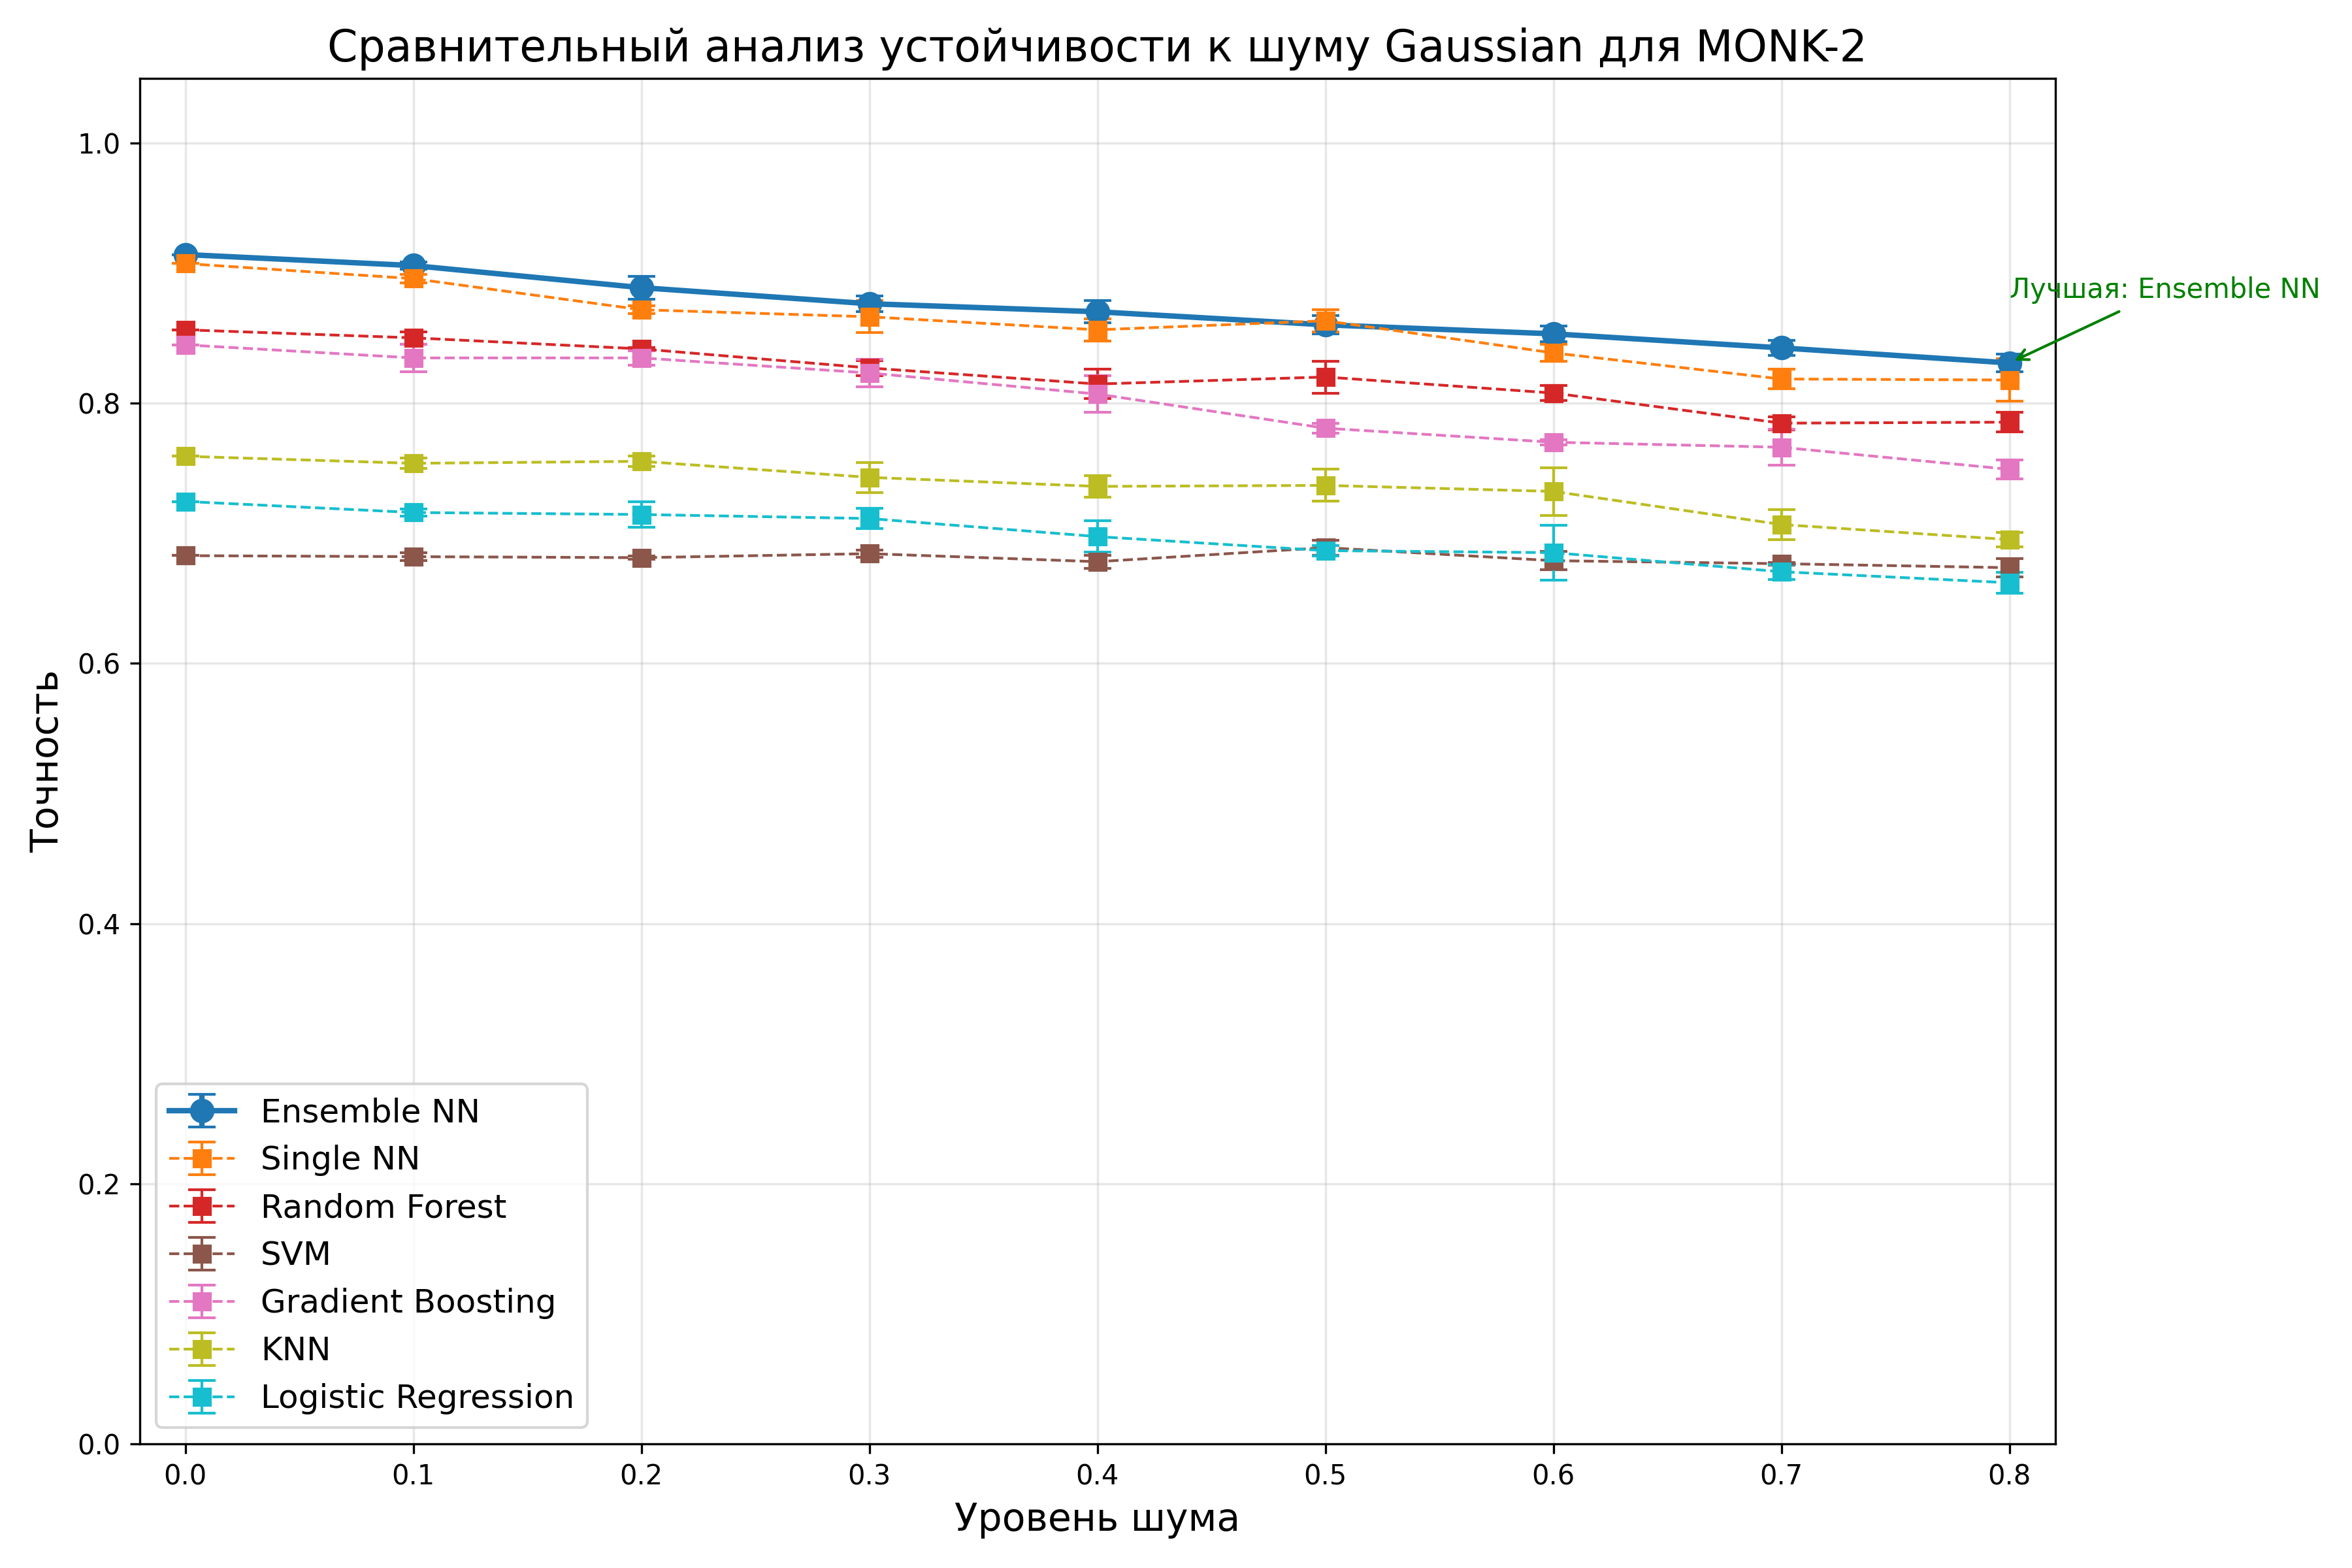 Сравнительный анализ устойчивости к шуму Gaussian для MONK-2
Точность
1.0
0.8
0.6
0.4
0.2
0.0
Лучшая: Ensemble NN
Ensemble NN
Single NN
Random Forest
SVM
Gradient Boosting
KNN
Logistic Regression
0.0 0.1 0.2 0.3 0.4 0.5 0.6 0.7 0.8
Уровень шума